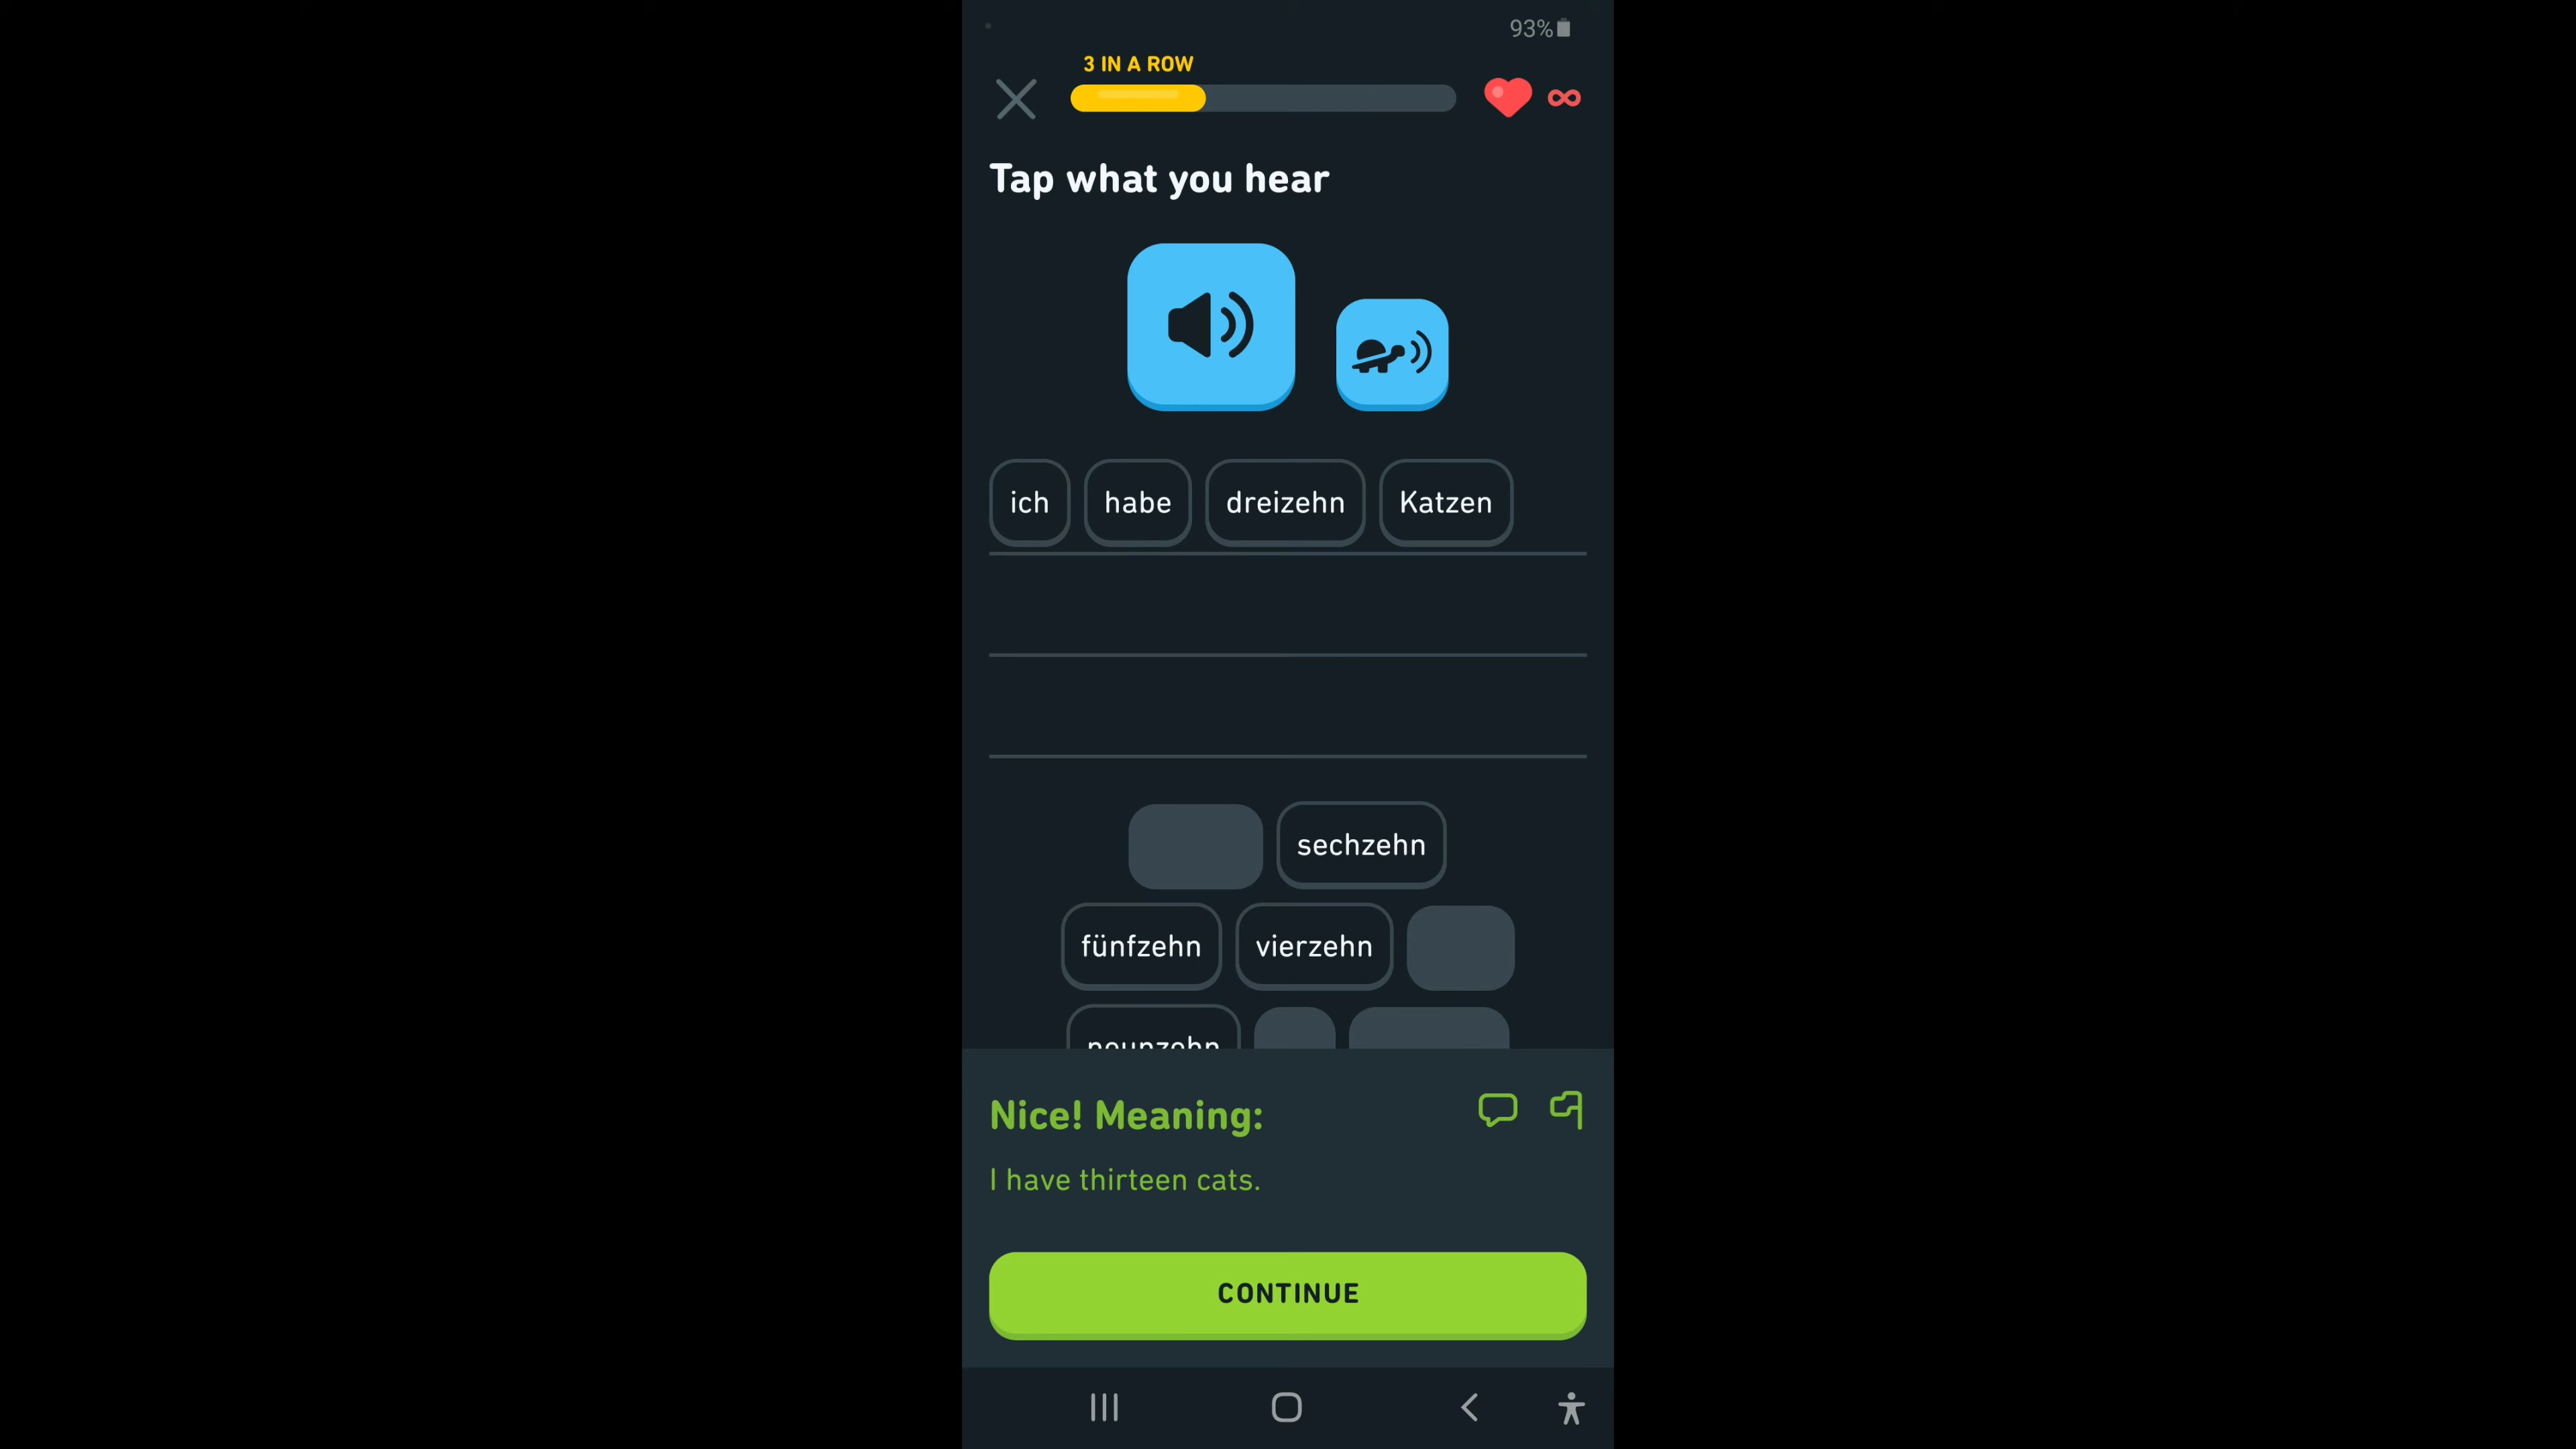 93%
3 IN A ROW
Tap what you hear
ich habe dreizehn Katzen
sechzehn
fünfzehn vierzehn
neunzehn
Nice! Meaning:
I have thirteen cats.
CONTINUE